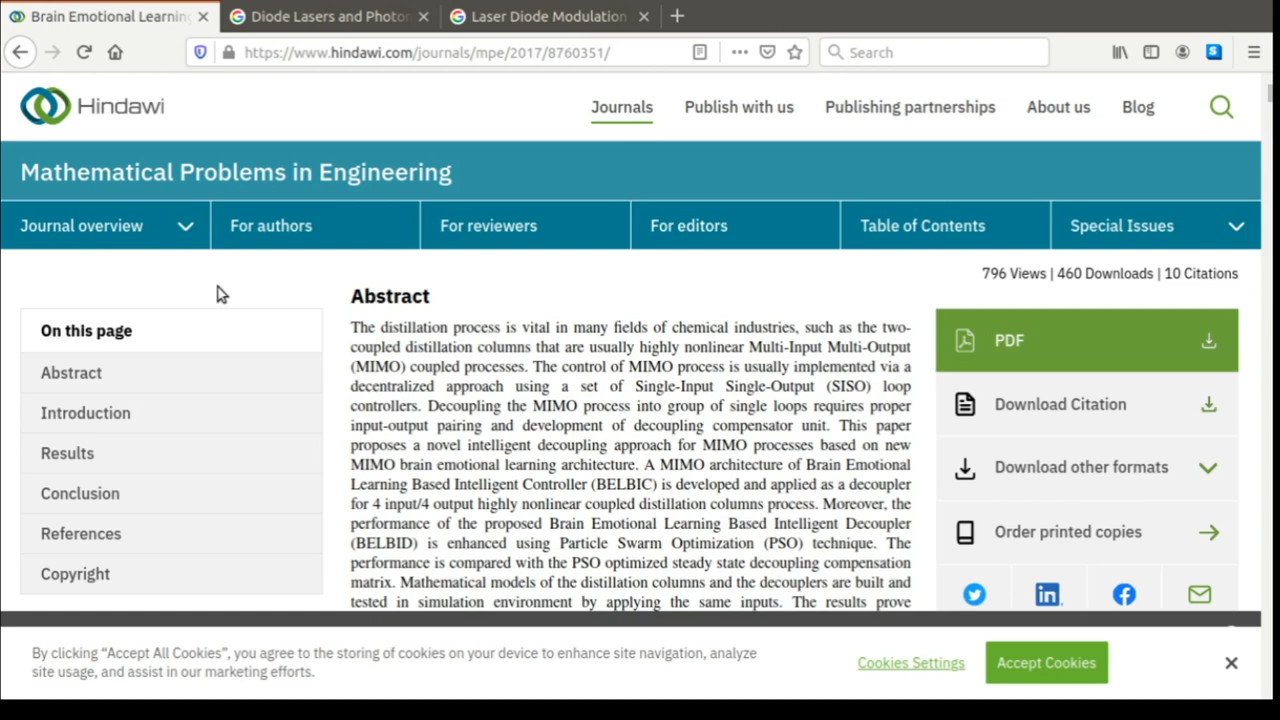 Brain Emotional Learning
Diode Lasers and Photon
Laser Diode Modulation
https://www.hindawi.com/journals/mpe/2017/8760351/
Search
Hindawi
Journals
Publish with us
Publishing partnerships
About us
Blog
Mathematical Problems in Engineering
Journal overview
For authors
For reviewers
For editors
Table of Contents
Special Issues
796 Views | 460 Downloads | 10 Citations
On this page
Abstract
Introduction
Results
Conclusion
References
Copyright
Abstract
The distillation process is vital in many fields of chemical industries, such as the two-
coupled distillation columns that are usually highly nonlinear Multi-Input Multi-Output
(MIMO) coupled processes. The control of MIMO process is usually implemented via a
decentralized approach using a set of Single-Input Single-Output (SISO) loop
controllers. Decoupling the MIMO process into group of single loops requires proper
input-output pairing and development of decoupling compensator unit. This paper
proposes a novel intelligent decoupling approach for MIMO processes based on new
MIMO brain emotional learning architecture. A MIMO architecture of Brain Emotional
Learning Based Intelligent Controller (BELBIC) is developed and applied as a decoupler
for 4 input/4 output highly nonlinear coupled distillation columns process. Moreover, the
performance of the proposed Brain Emotional Learning Based Intelligent Decoupler
(BELBID) is enhanced using Particle Swarm Optimization (PSO) technique. The
performance is compared with the PSO optimized steady state decoupling compensation
matrix. Mathematical models of the distillation columns and the decouplers are built and
tested in simulation environment by applying the same inputs. The results prove
PDF
Download Citation
Download other formats
Order printed copies
By clicking “Accept All Cookies”, you agree to the storing of cookies on your device to enhance site navigation, analyze
site usage, and assist in our marketing efforts.
Cookies Settings
Accept Cookies